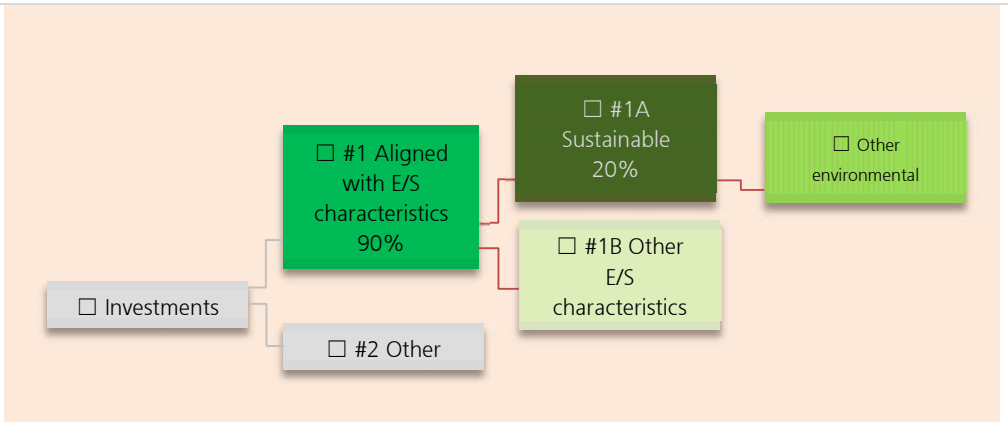 ☐ Investments
☐ #1 Aligned
with E/S
characteristics
90%
☐ #2 Other
☐ #1A
Sustainable
20%
☐ #1B Other
E/S
characteristics
☐ Other
environmental